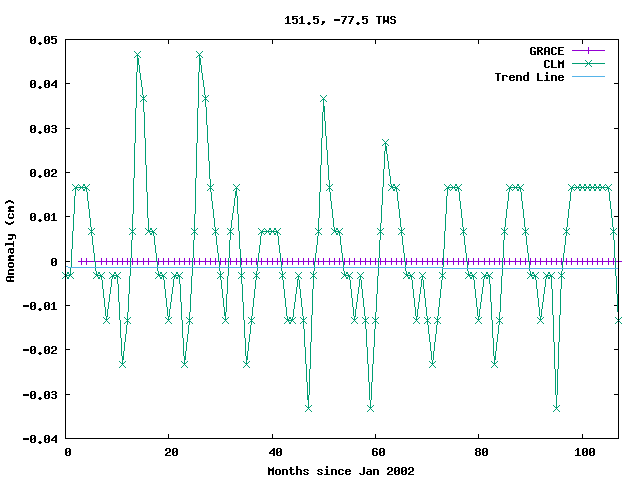 151.5, -77.5 TWS
GRACE
CLM
Trend Line
0.05
0.04
0.03
0.02
0.01
0
-0.01
-0.02
-0.03
-0.04
Anomaly (cm)
0 20 40 60 80 100
Months since Jan 2002